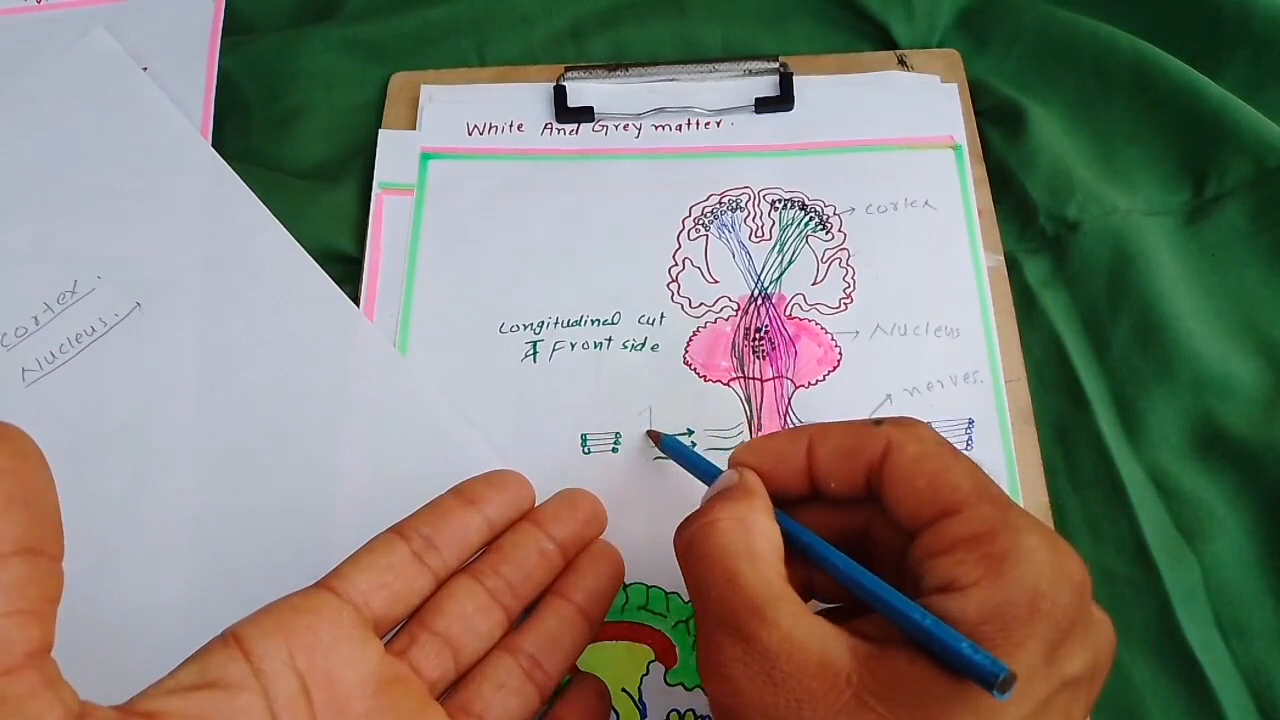 White And Grey matter.
cortex
Longitudinal cut
Front side
Nucleus
nerves.
cortex.
Nucleus.